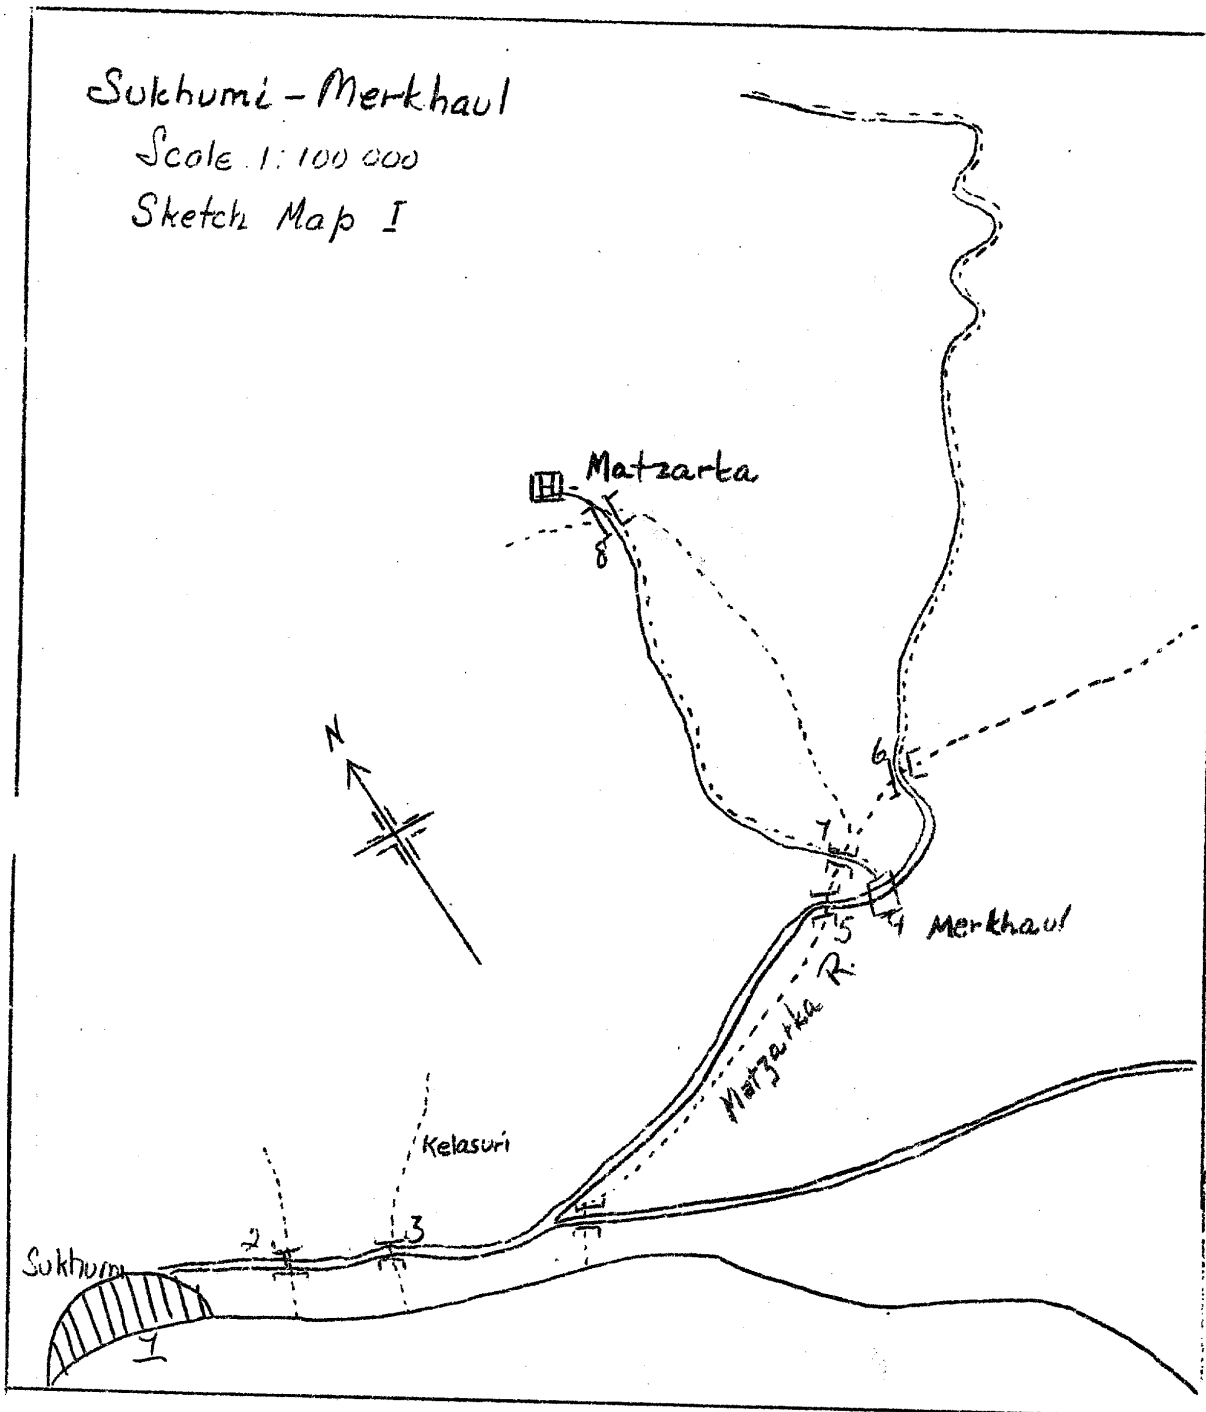 Sukhumi - Merkhaul
Scale 1:100 000
Sketch Map I
Matzarka
H
8
N
6
7
4
Merkhaul
5
Matzarka R.
Kelasuri
2
3
Sukhumi
1